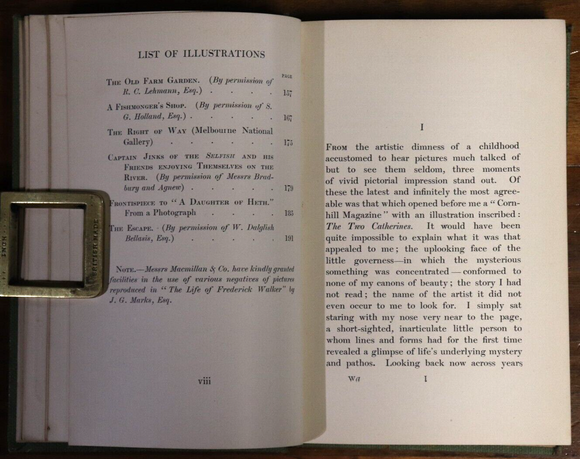 LIST OF ILLUSTRATIONS
PAGE
THE OLD FARM GARDEN. (By permission of
R. C. Lehmann, Esq.) . . . . 157
A FISHMONGER'S SHOP. (By permission of S.
G. Holland, Esq.) . . . . . 167
THE RIGHT OF WAY (Melbourne National
Gallery) . . . . . . 175
CAPTAIN JINKS OF THE SELFISH AND HIS
FRIENDS ENJOYING THEMSELVES ON THE
RIVER. (By permission of Messrs Brad-
bury and Agnew) . . . . . 179
FRONTISPIECE TO "A DAUGHTER OF HETH."
From a Photograph . . . . 185
THE ESCAPE. (By permission of W. Dalglish
Bellasis, Esq.) . . . . . 191
NOTE.—Messrs Macmillan & Co. have kindly granted
facilities in the use of various negatives of pictures
reproduced in "The Life of Frederick Walker" by
J. G. Marks, Esq.
viii
I
FROM the artistic dimness of a childhood
accustomed to hear pictures much talked of
but to see them seldom, three moments
of vivid pictorial impression stand out. Of
these the latest and infinitely the most agree-
able was that which opened before me a "Corn-
hill Magazine" with an illustration inscribed:
The Two Catherines. It would have been
quite impossible to explain what it was that
appealed to me; the uplooking face of the
little governess—in which the mysterious
something was concentrated—conformed to
none of my canons of beauty; the story I had
not read; the name of the artist it did not
even occur to me to look for. I simply sat
staring with my nose very near to the page,
a short-sighted, inarticulate little person to
whom lines and forms had for the first time
revealed a glimpse of life's underlying mystery
and pathos. Looking back now across years
Wa I